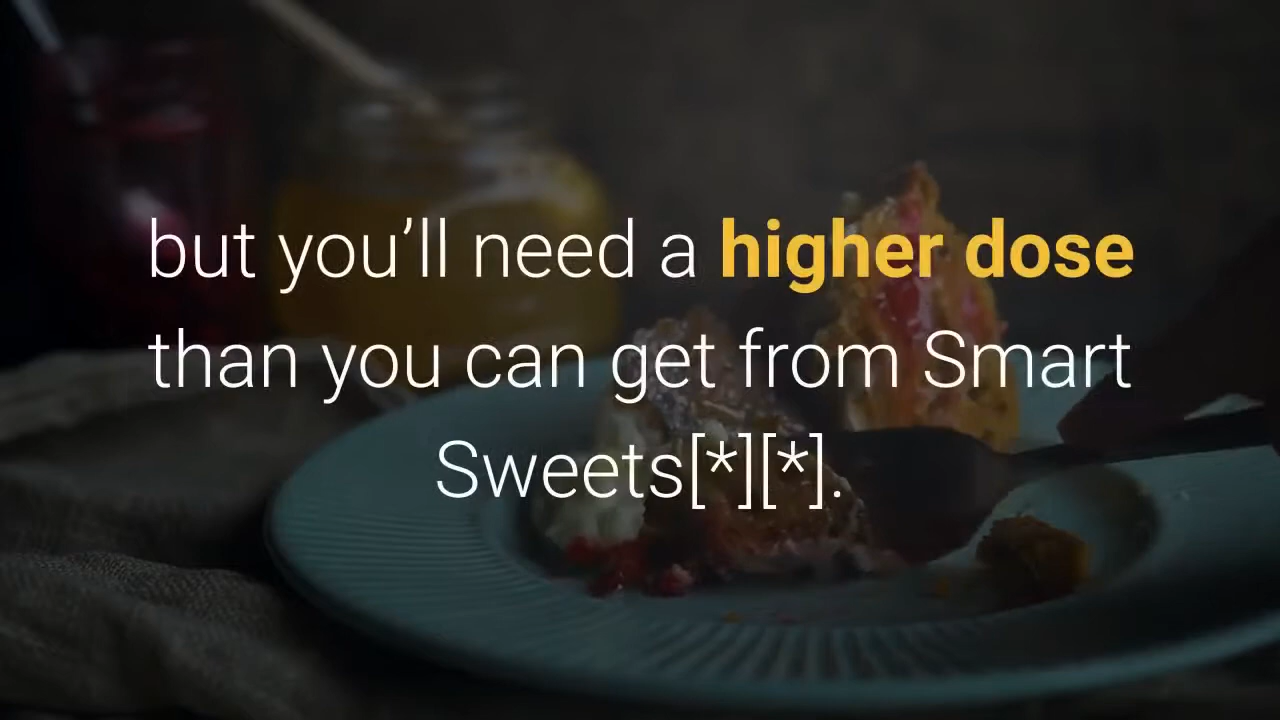 but you’ll need a higher dose
than you can get from Smart
Sweets[*][*].